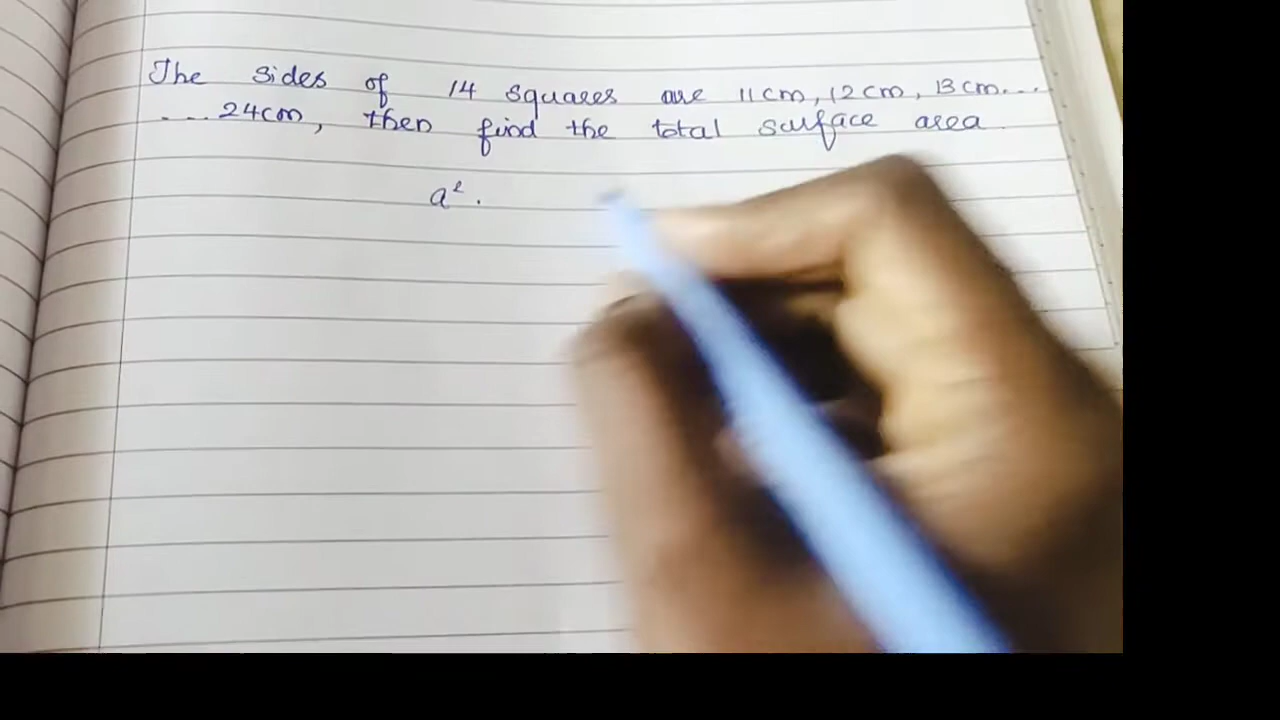 The sides of 14 squares are 11cm, 12cm, 13cm...
... 24cm, then find the total surface area
a².